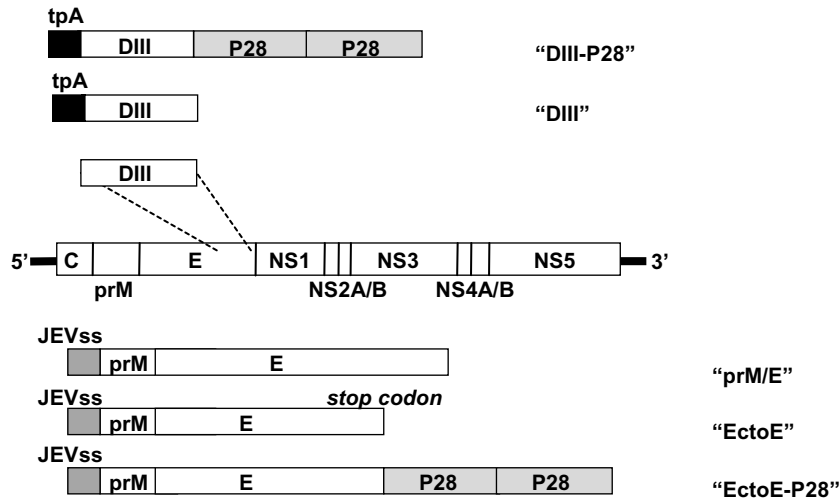 tpA
DIII P28 P28 “DIII-P28”
tpA
DIII “DIII”
DIII
5’ C E NS1 NS3 NS5 3’
prM NS2A/B NS4A/B
JEVss
prM E “prM/E”
JEVss stop codon
prM E “EctoE”
JEVss
prM E P28 P28 “EctoE-P28”